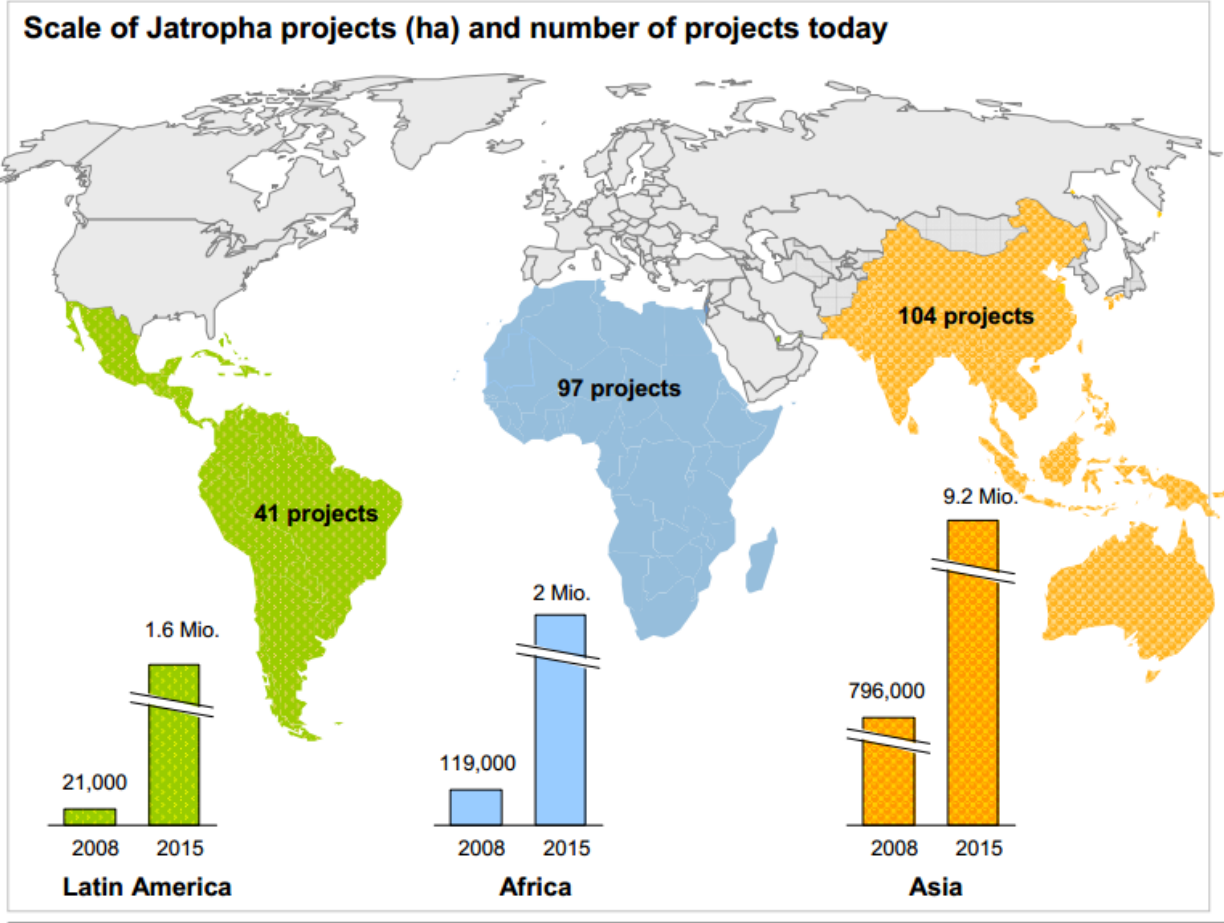 Scale of Jatropha projects (ha) and number of projects today
104 projects
97 projects
41 projects
9.2 Mio.
2 Mio.
1.6 Mio.
796,000
119,000
21,000
2008 2015
2008 2015
2008 2015
Latin America
Africa
Asia